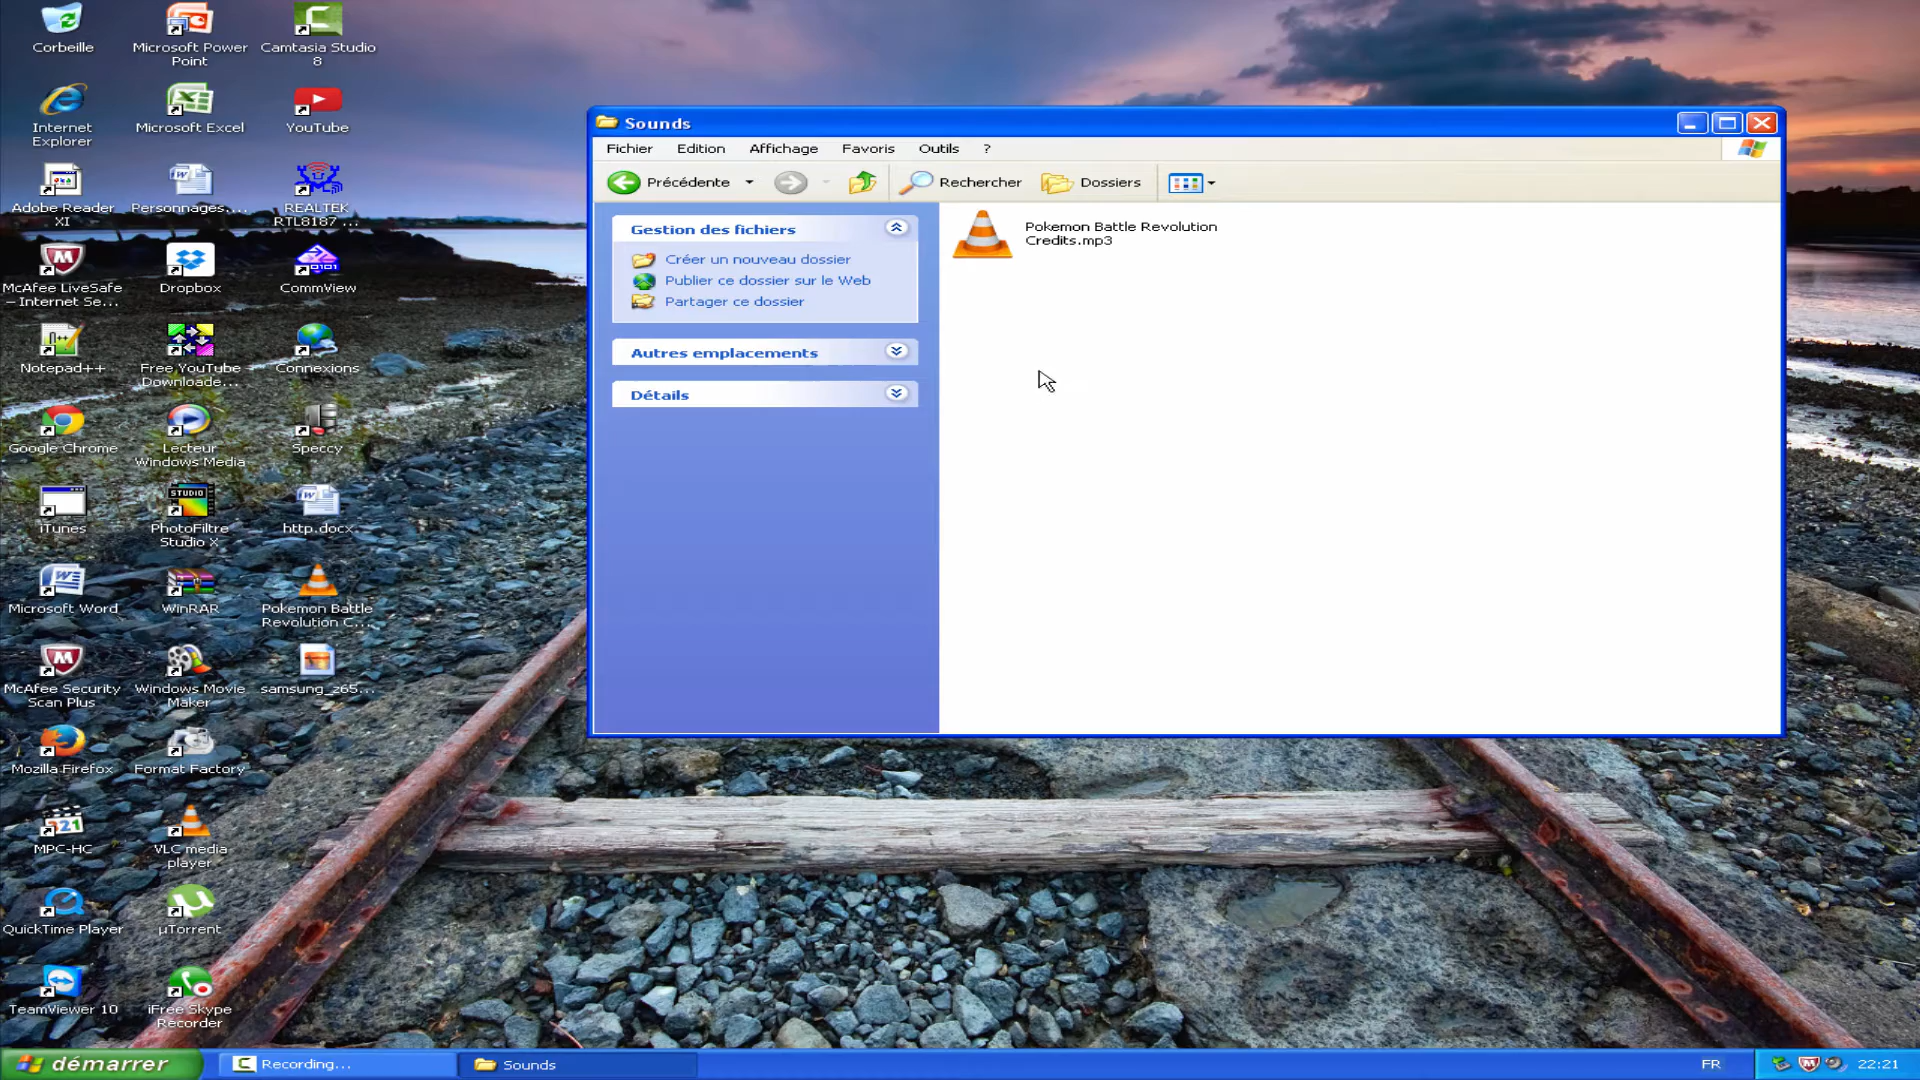 Corbeille
Microsoft Power
Point
Camtasia Studio
8
Internet
Explorer
Microsoft Excel
YouTube
Adobe Reader
XI
Personnages,...
REALTEK
RTL8187 ...
McAfee LiveSafe
– Internet Se...
Dropbox
CommView
Notepad++
Free YouTube
Downloade...
Connexions
Google Chrome
Lecteur
Windows Media
Speccy
iTunes
STUDIO
PhotoFiltre
Studio X
http.docx
Microsoft Word
WinRAR
Pokemon Battle
Revolution C...
McAfee Security
Scan Plus
Windows Movie
Maker
samsung_z65...
Mozilla Firefox
Format Factory
321
MPC-HC
VLC media
player
QuickTime Player
µTorrent
TeamViewer 10
iFree Skype
Recorder
Sounds
Fichier Edition Affichage Favoris Outils ?
Précédente Rechercher Dossiers
Gestion des fichiers
Créer un nouveau dossier
Publier ce dossier sur le Web
Partager ce dossier
Autres emplacements
Détails
Pokemon Battle Revolution
Credits.mp3
démarrer Recording... Sounds FR 22:21